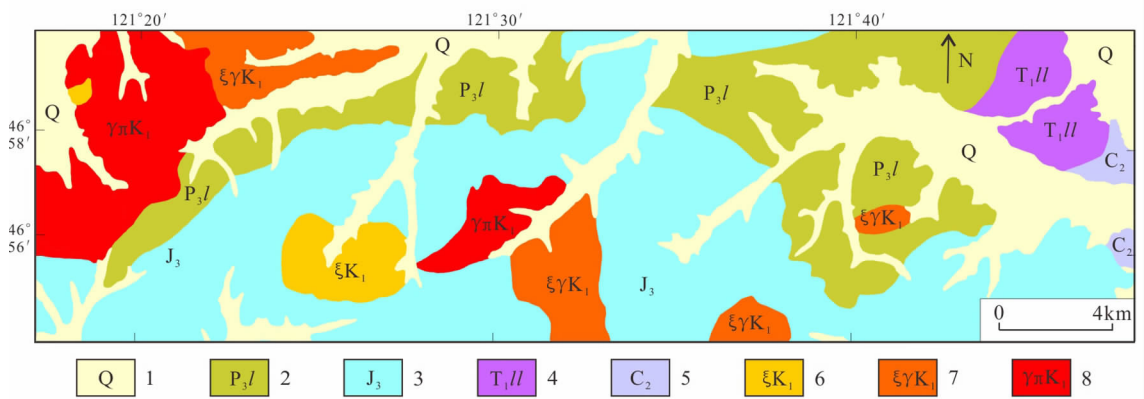 121°20′ 121°30′ 121°40′
Q N Q
ξγK₁ P₃l P₃l T₁ll
46°
58′
Q γπK₁ T₁ll
Q C₂
P₃l P₃l
46°
56′
γπK₁ ξγK₁
J₃ C₂
ξK₁ ξγK₁ J₃
ξγK₁ 0 4km
Q 1 P₃l 2 J₃ 3 T₁ll 4 C₂ 5 ξK₁ 6 ξγK₁ 7 γπK₁ 8